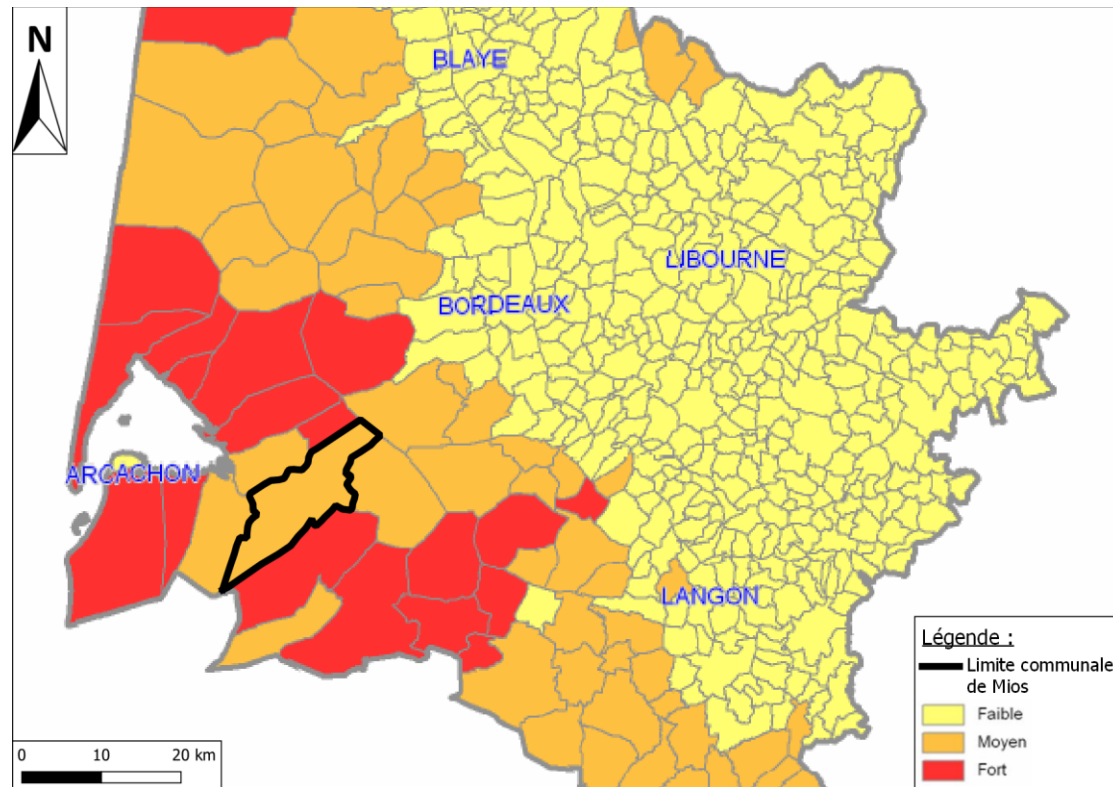 N
BLAYE
LIBOURNE
BORDEAUX
ARCACHON
LANGON
Légende :
Limite communale
de Mios
Faible
Moyen
Fort
0 10 20 km